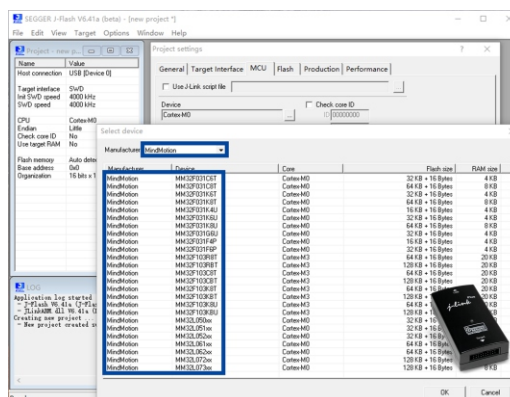 SEGGER J-Flash V6.41a (beta) - [new project *]
File Edit View Target Options Window Help
Project - new p...
Name Value
Host connection USB [Device 0]
Target interface SWD
Init SWD speed 4000 kHz
SWD speed 4000 kHz
CPU Cortex-M0
Endian Little
Check core ID No
Use target RAM No
Flash memory Auto detec
Base address 0x0
Organization 16 bits x 1
Project settings
General Target Interface MCU Flash Production Performance
Use J-Link script file
Device
Cortex-M0
...
Check core ID
ID 00000000
Select device
Manufacturer MindMotion
Manufacturer Device Core Flash size RAM size
MindMotion MM32F031C6T Cortex-M0 32 KB + 16 Bytes 4 KB
MindMotion MM32F031C8T Cortex-M0 64 KB + 16 Bytes 8 KB
MindMotion MM32F031K6T Cortex-M0 32 KB + 16 Bytes 4 KB
MindMotion MM32F031K8T Cortex-M0 64 KB + 16 Bytes 8 KB
MindMotion MM32F031K4U Cortex-M0 16 KB + 16 Bytes 4 KB
MindMotion MM32F031K6U Cortex-M0 32 KB + 16 Bytes 4 KB
MindMotion MM32F031K8U Cortex-M0 64 KB + 16 Bytes 8 KB
MindMotion MM32F031G6U Cortex-M0 32 KB + 16 Bytes 4 KB
MindMotion MM32F031F4P Cortex-M0 16 KB + 16 Bytes 4 KB
MindMotion MM32F031F6P Cortex-M0 32 KB + 16 Bytes 4 KB
MindMotion MM32F103R8T Cortex-M3 64 KB + 16 Bytes 20 KB
MindMotion MM32F103RBT Cortex-M3 128 KB + 16 Bytes 20 KB
MindMotion MM32F103C8T Cortex-M3 64 KB + 16 Bytes 20 KB
MindMotion MM32F103CBT Cortex-M3 128 KB + 16 Bytes 20 KB
MindMotion MM32F103K8T Cortex-M3 64 KB + 16 Bytes 20 KB
MindMotion MM32F103KBT Cortex-M3 128 KB +
MindMotion MM32F103K8U Cortex-M3 64 KB +
MindMotion MM32F103KBU Cortex-M3 128 KB +
MindMotion MM32L050xx Cortex-M0 32 KB + 16
MindMotion MM32L051xx Cortex-M0 32 KB + 16
MindMotion MM32L052xx Cortex-M0 32 KB + 16
MindMotion MM32L061xx Cortex-M0 64 KB + 16
MindMotion MM32L062xx Cortex-M0 64 KB + 16
MindMotion MM32L072xx Cortex-M0 128 KB + 16 By
MindMotion MM32L073xx Cortex-M0 128 KB + 16 Bytes 8 KB
J-Link
LOG
Application log started
- J-Flash V6.41a (J-Flas
- JLinkARM.dll V6.41a (D
Creating new project ...
- New project created su
OK Cancel